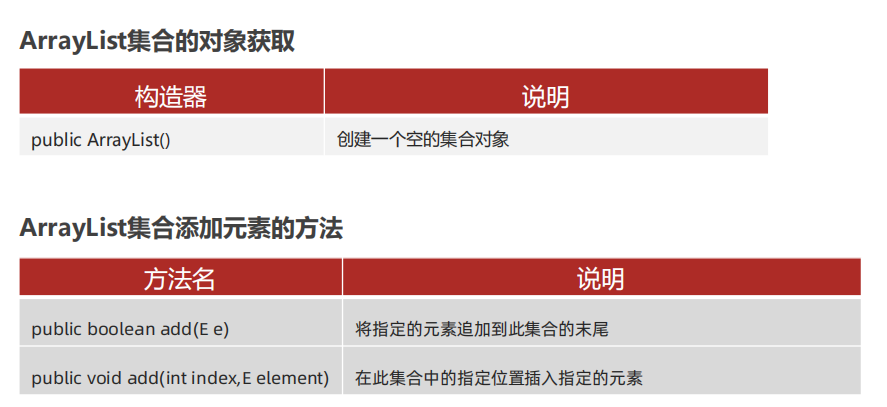 ArrayList集合的对象获取
构造器 说明
public ArrayList() 创建一个空的集合对象
ArrayList集合添加元素的方法
方法名 说明
public boolean add(E e) 将指定的元素追加到此集合的末尾
public void add(int index,E element) 在此集合中的指定位置插入指定的元素